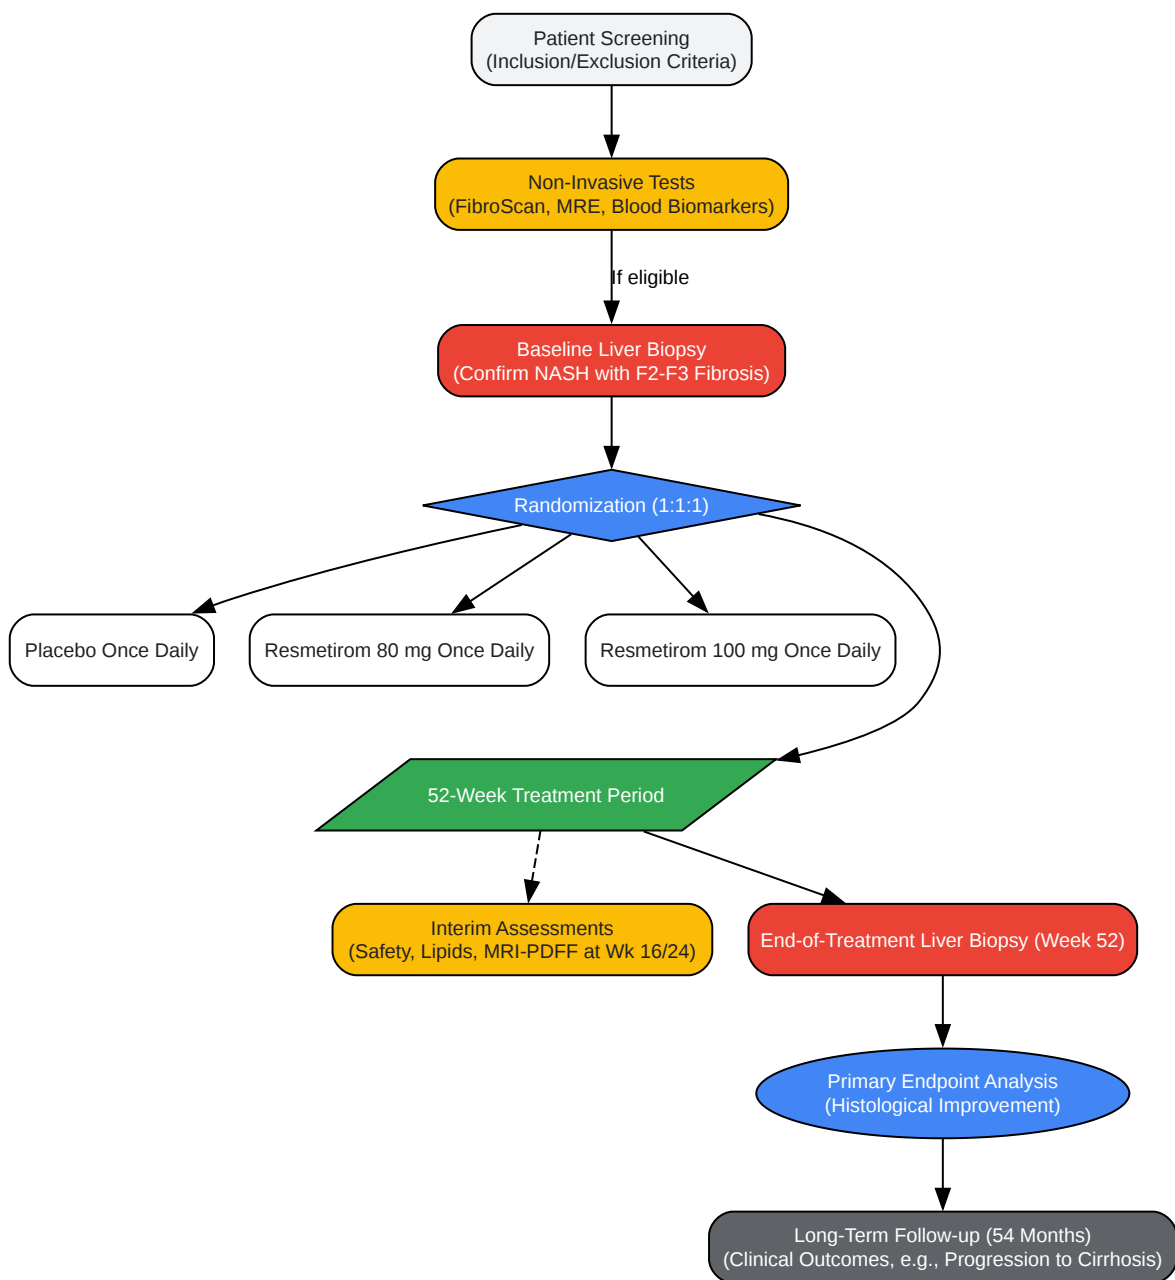 Patient Screening
(Inclusion/Exclusion Criteria)
Non-Invasive Tests
(FibroScan, MRE, Blood Biomarkers)
If eligible
Baseline Liver Biopsy
(Confirm NASH with F2-F3 Fibrosis)
Randomization (1:1:1)
Placebo Once Daily
Resmetirom 80 mg Once Daily
Resmetirom 100 mg Once Daily
52-Week Treatment Period
Interim Assessments
(Safety, Lipids, MRI-PDFF at Wk 16/24)
End-of-Treatment Liver Biopsy (Week 52)
Primary Endpoint Analysis
(Histological Improvement)
Long-Term Follow-up (54 Months)
(Clinical Outcomes, e.g., Progression to Cirrhosis)